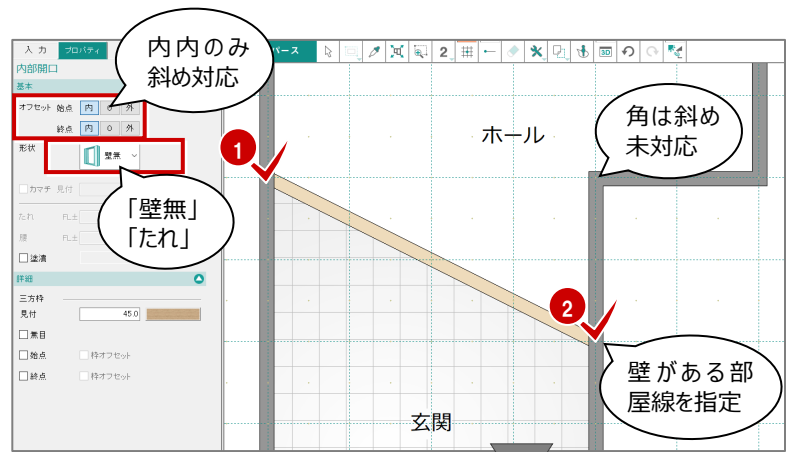 入 力
プロパティ
パース
内部開口
基本
オフセット 始点 内 0 外
終点 内 0 外
形状
壁無
カマチ 見付
たれ FL±
腰 FL±
塗潰
詳細
三方枠
見付 45.0
無目
始点 枠オフセット
終点 枠オフセット
内内のみ
斜め対応
「壁無」
「たれ」
1
ホール
角は斜め
未対応
2
壁がある部
屋線を指定
玄関
2
3D